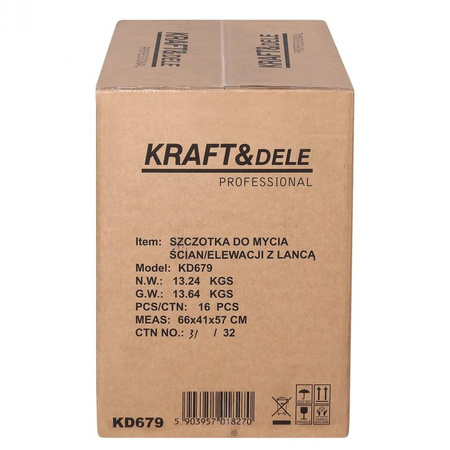 KRAFT&DELE
KRAFT&DELE
PROFESSIONAL
Item: SZCZOTKA DO MYCIA
ŚCIAN/ELEWACJI Z LANCĄ
Model: KD679
N.W.: 13.24 KGS
G.W.: 13.64 KGS
PCS/CTN: 16 PCS
MEAS: 66x41x57 CM
CTN NO.: 31 / 32
KD679
5 903957 018270